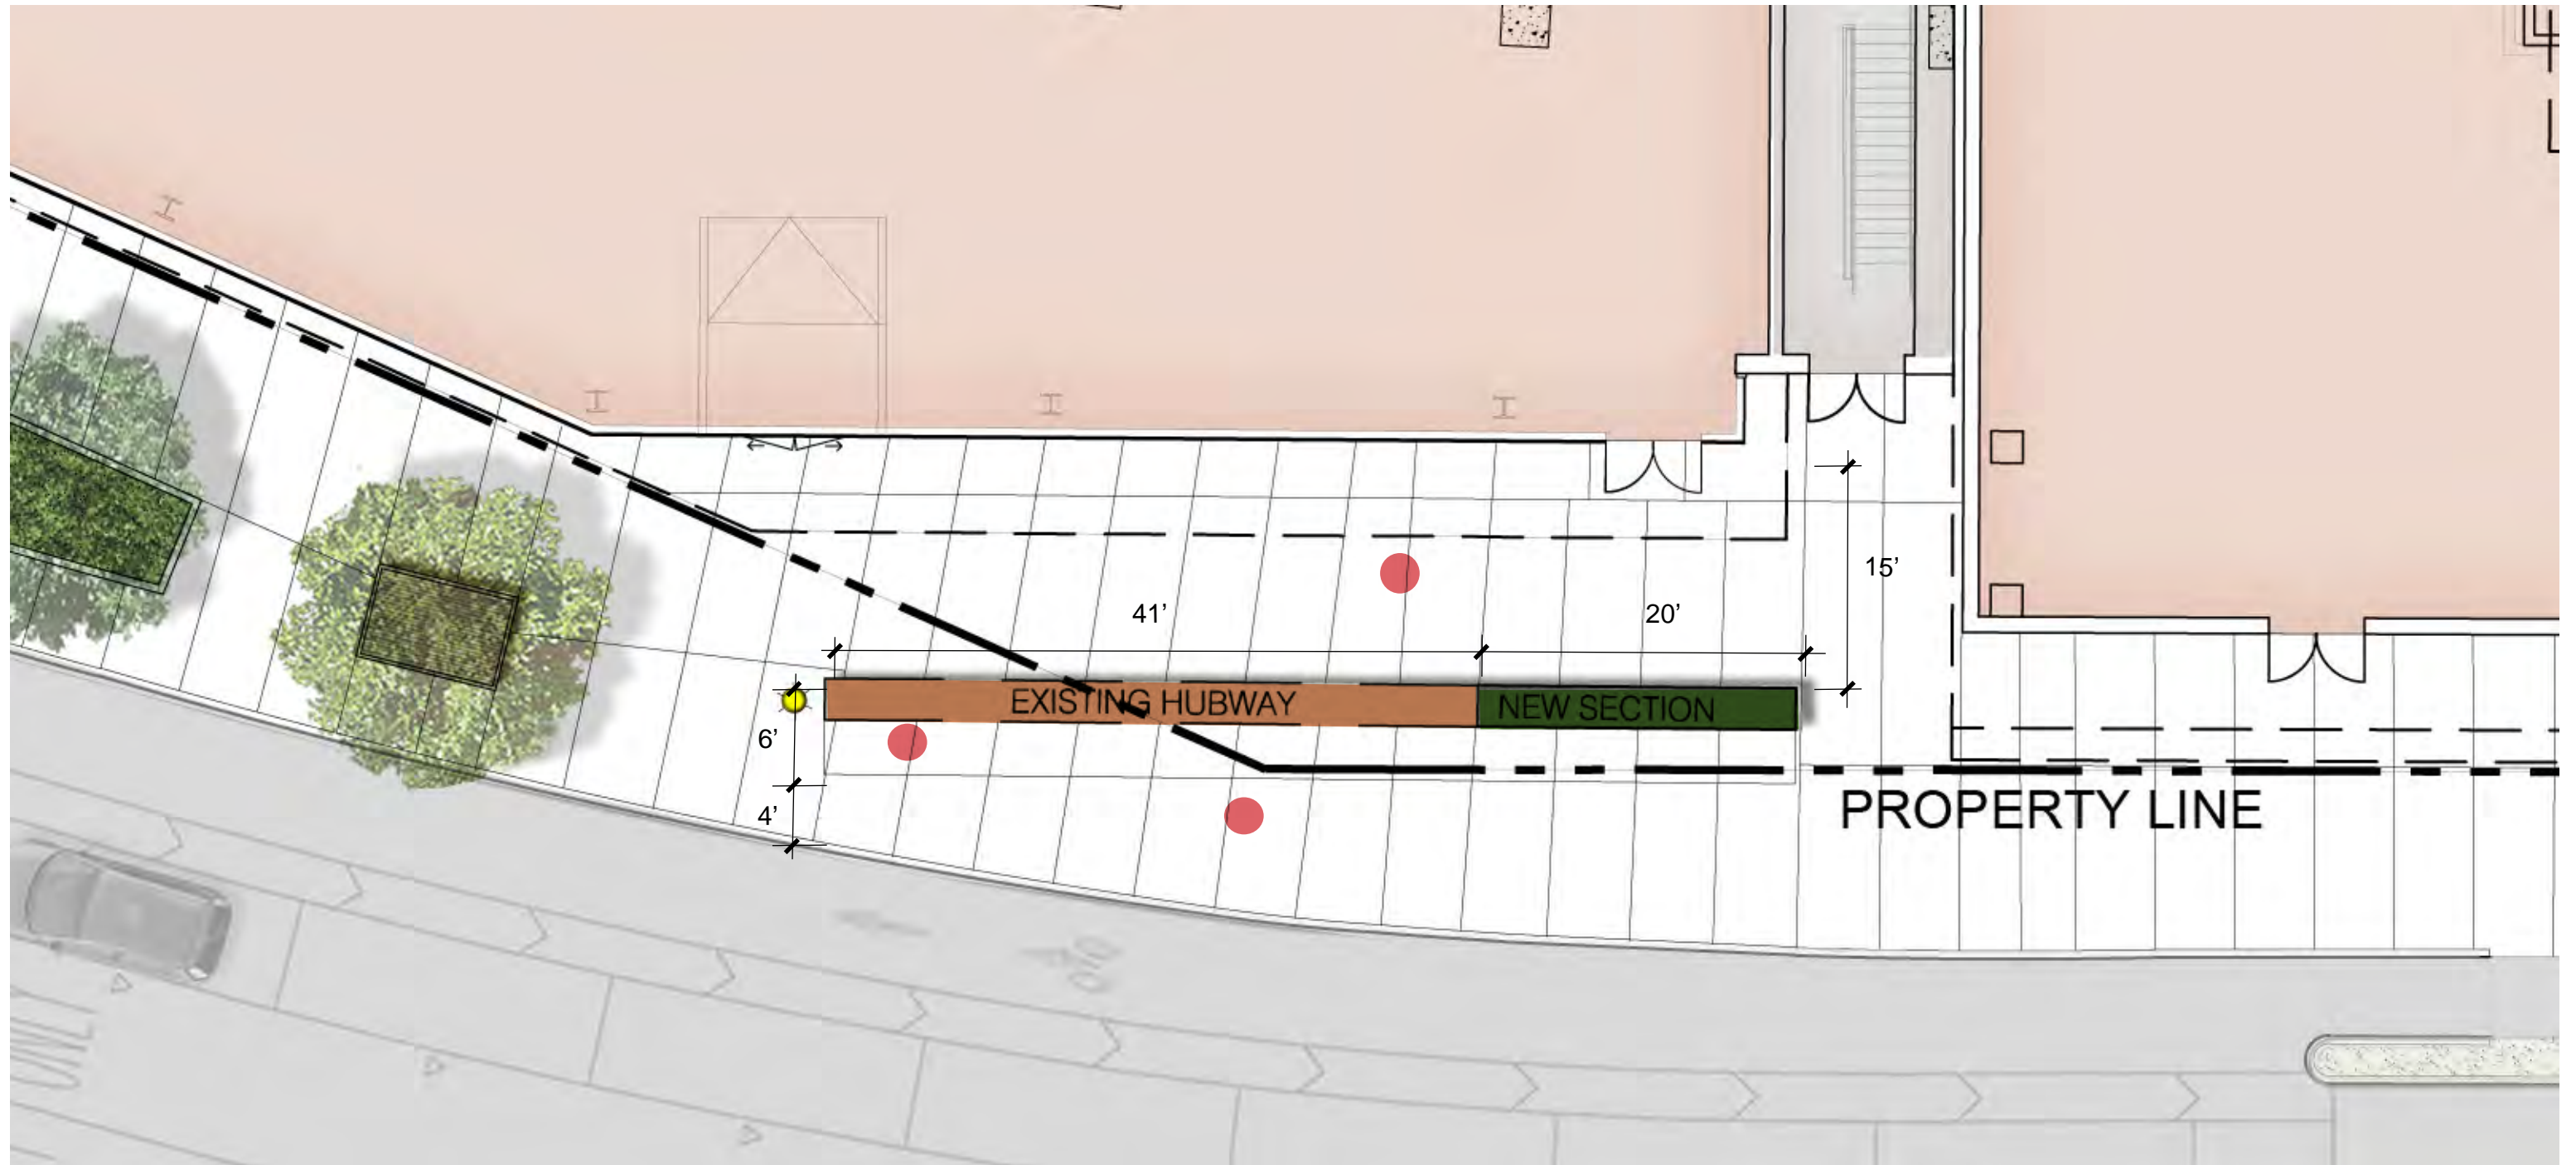 15’
41’
20’
EXISTING HUBWAY
NEW SECTION
6’
4’
PROPERTY LINE